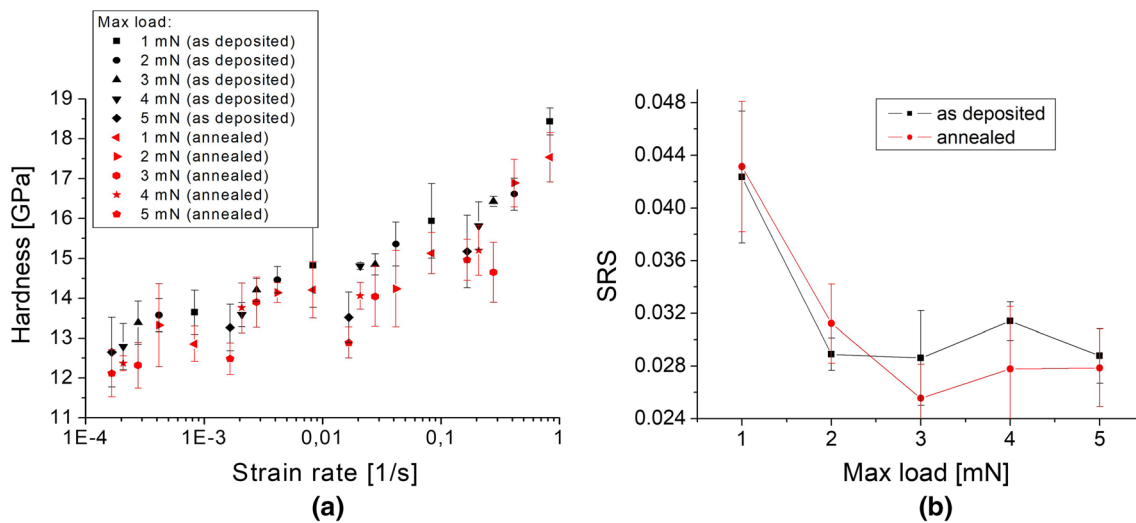 Max load:
1 mN (as deposited)
2 mN (as deposited)
3 mN (as deposited)
4 mN (as deposited)
5 mN (as deposited)
1 mN (annealed)
2 mN (annealed)
3 mN (annealed)
4 mN (annealed)
5 mN (annealed)
Hardness [GPa]
19
18
17
16
15
14
13
12
11
1E-4
1E-3
0,01
0,1
1
Strain rate [1/s]
(a)
as deposited
annealed
SRS
0.048
0.044
0.040
0.036
0.032
0.028
0.024
1
2
3
4
5
Max load [mN]
(b)